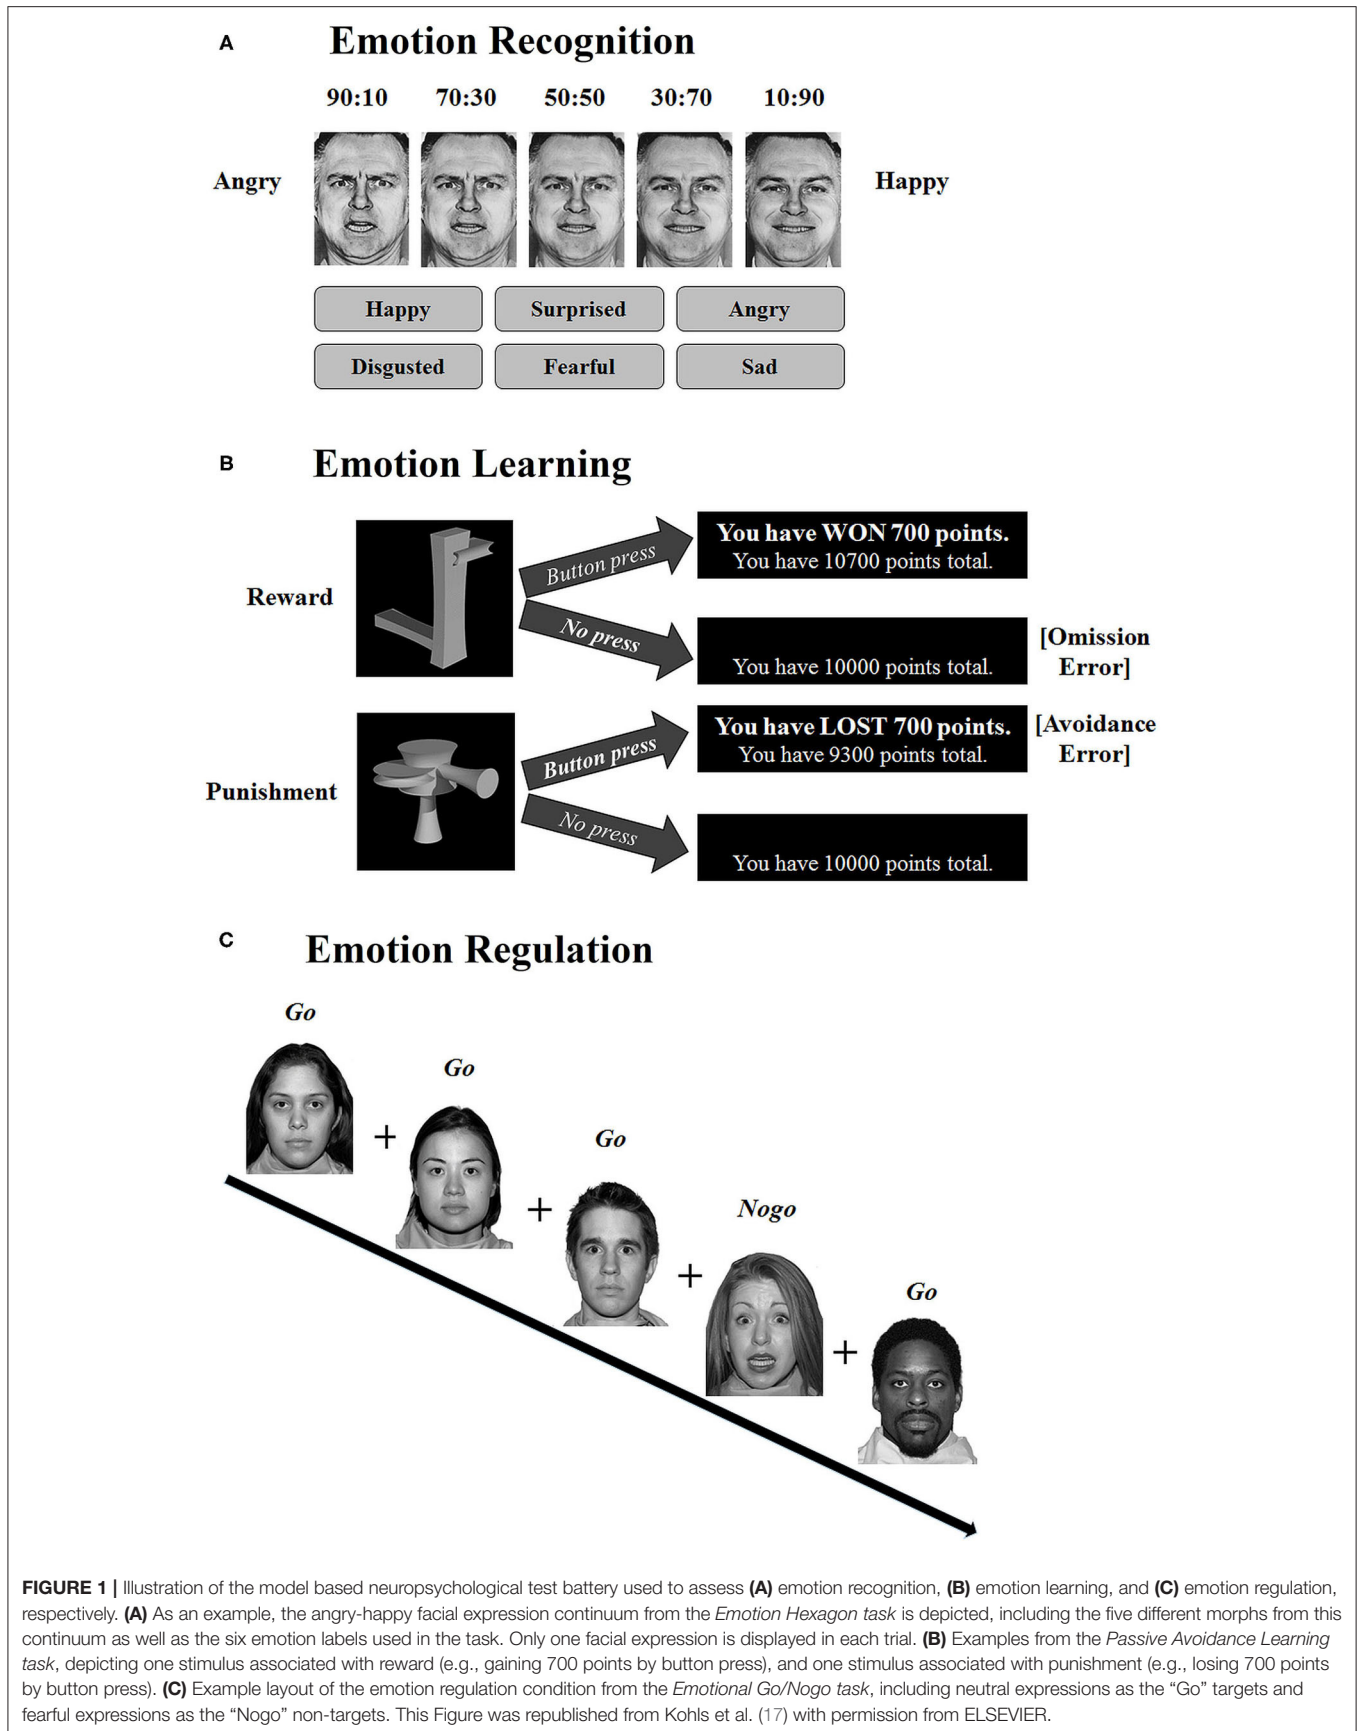 A
Emotion Recognition
90:10 70:30 50:50 30:70 10:90
Angry
Happy
Happy Surprised Angry
Disgusted Fearful Sad
B
Emotion Learning
Reward
Button press
You have WON 700 points.
You have 10700 points total.
No press
You have 10000 points total.
[Omission
Error]
Punishment
Button press
You have LOST 700 points.
You have 9300 points total.
[Avoidance
Error]
No press
You have 10000 points total.
C
Emotion Regulation
Go
Go
Go
Nogo
Go
FIGURE 1 | Illustration of the model based neuropsychological test battery used to assess (A) emotion recognition, (B) emotion learning, and (C) emotion regulation,
respectively. (A) As an example, the angry-happy facial expression continuum from the Emotion Hexagon task is depicted, including the five different morphs from this
continuum as well as the six emotion labels used in the task. Only one facial expression is displayed in each trial. (B) Examples from the Passive Avoidance Learning
task, depicting one stimulus associated with reward (e.g., gaining 700 points by button press), and one stimulus associated with punishment (e.g., losing 700 points
by button press). (C) Example layout of the emotion regulation condition from the Emotional Go/Nogo task, including neutral expressions as the “Go” targets and
fearful expressions as the “Nogo” non-targets. This Figure was republished from Kohls et al. (17) with permission from ELSEVIER.